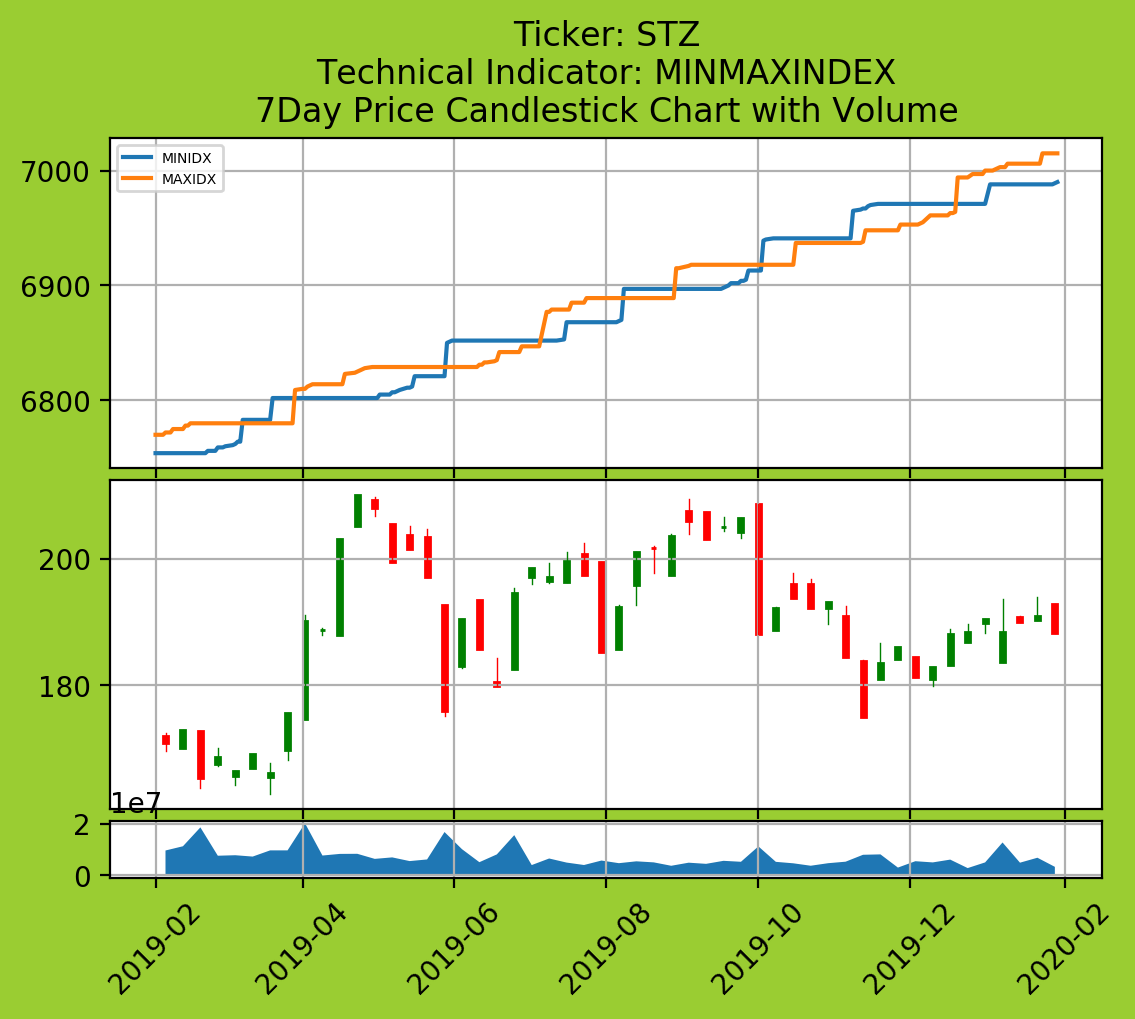 Ticker: STZ
Technical Indicator: MINMAXINDEX
7Day Price Candlestick Chart with Volume
MINIDX
MAXIDX
7000
6900
6800
200
180
1e7
2
0
2019-02
2019-04
2019-06
2019-08
2019-10
2019-12
2020-02